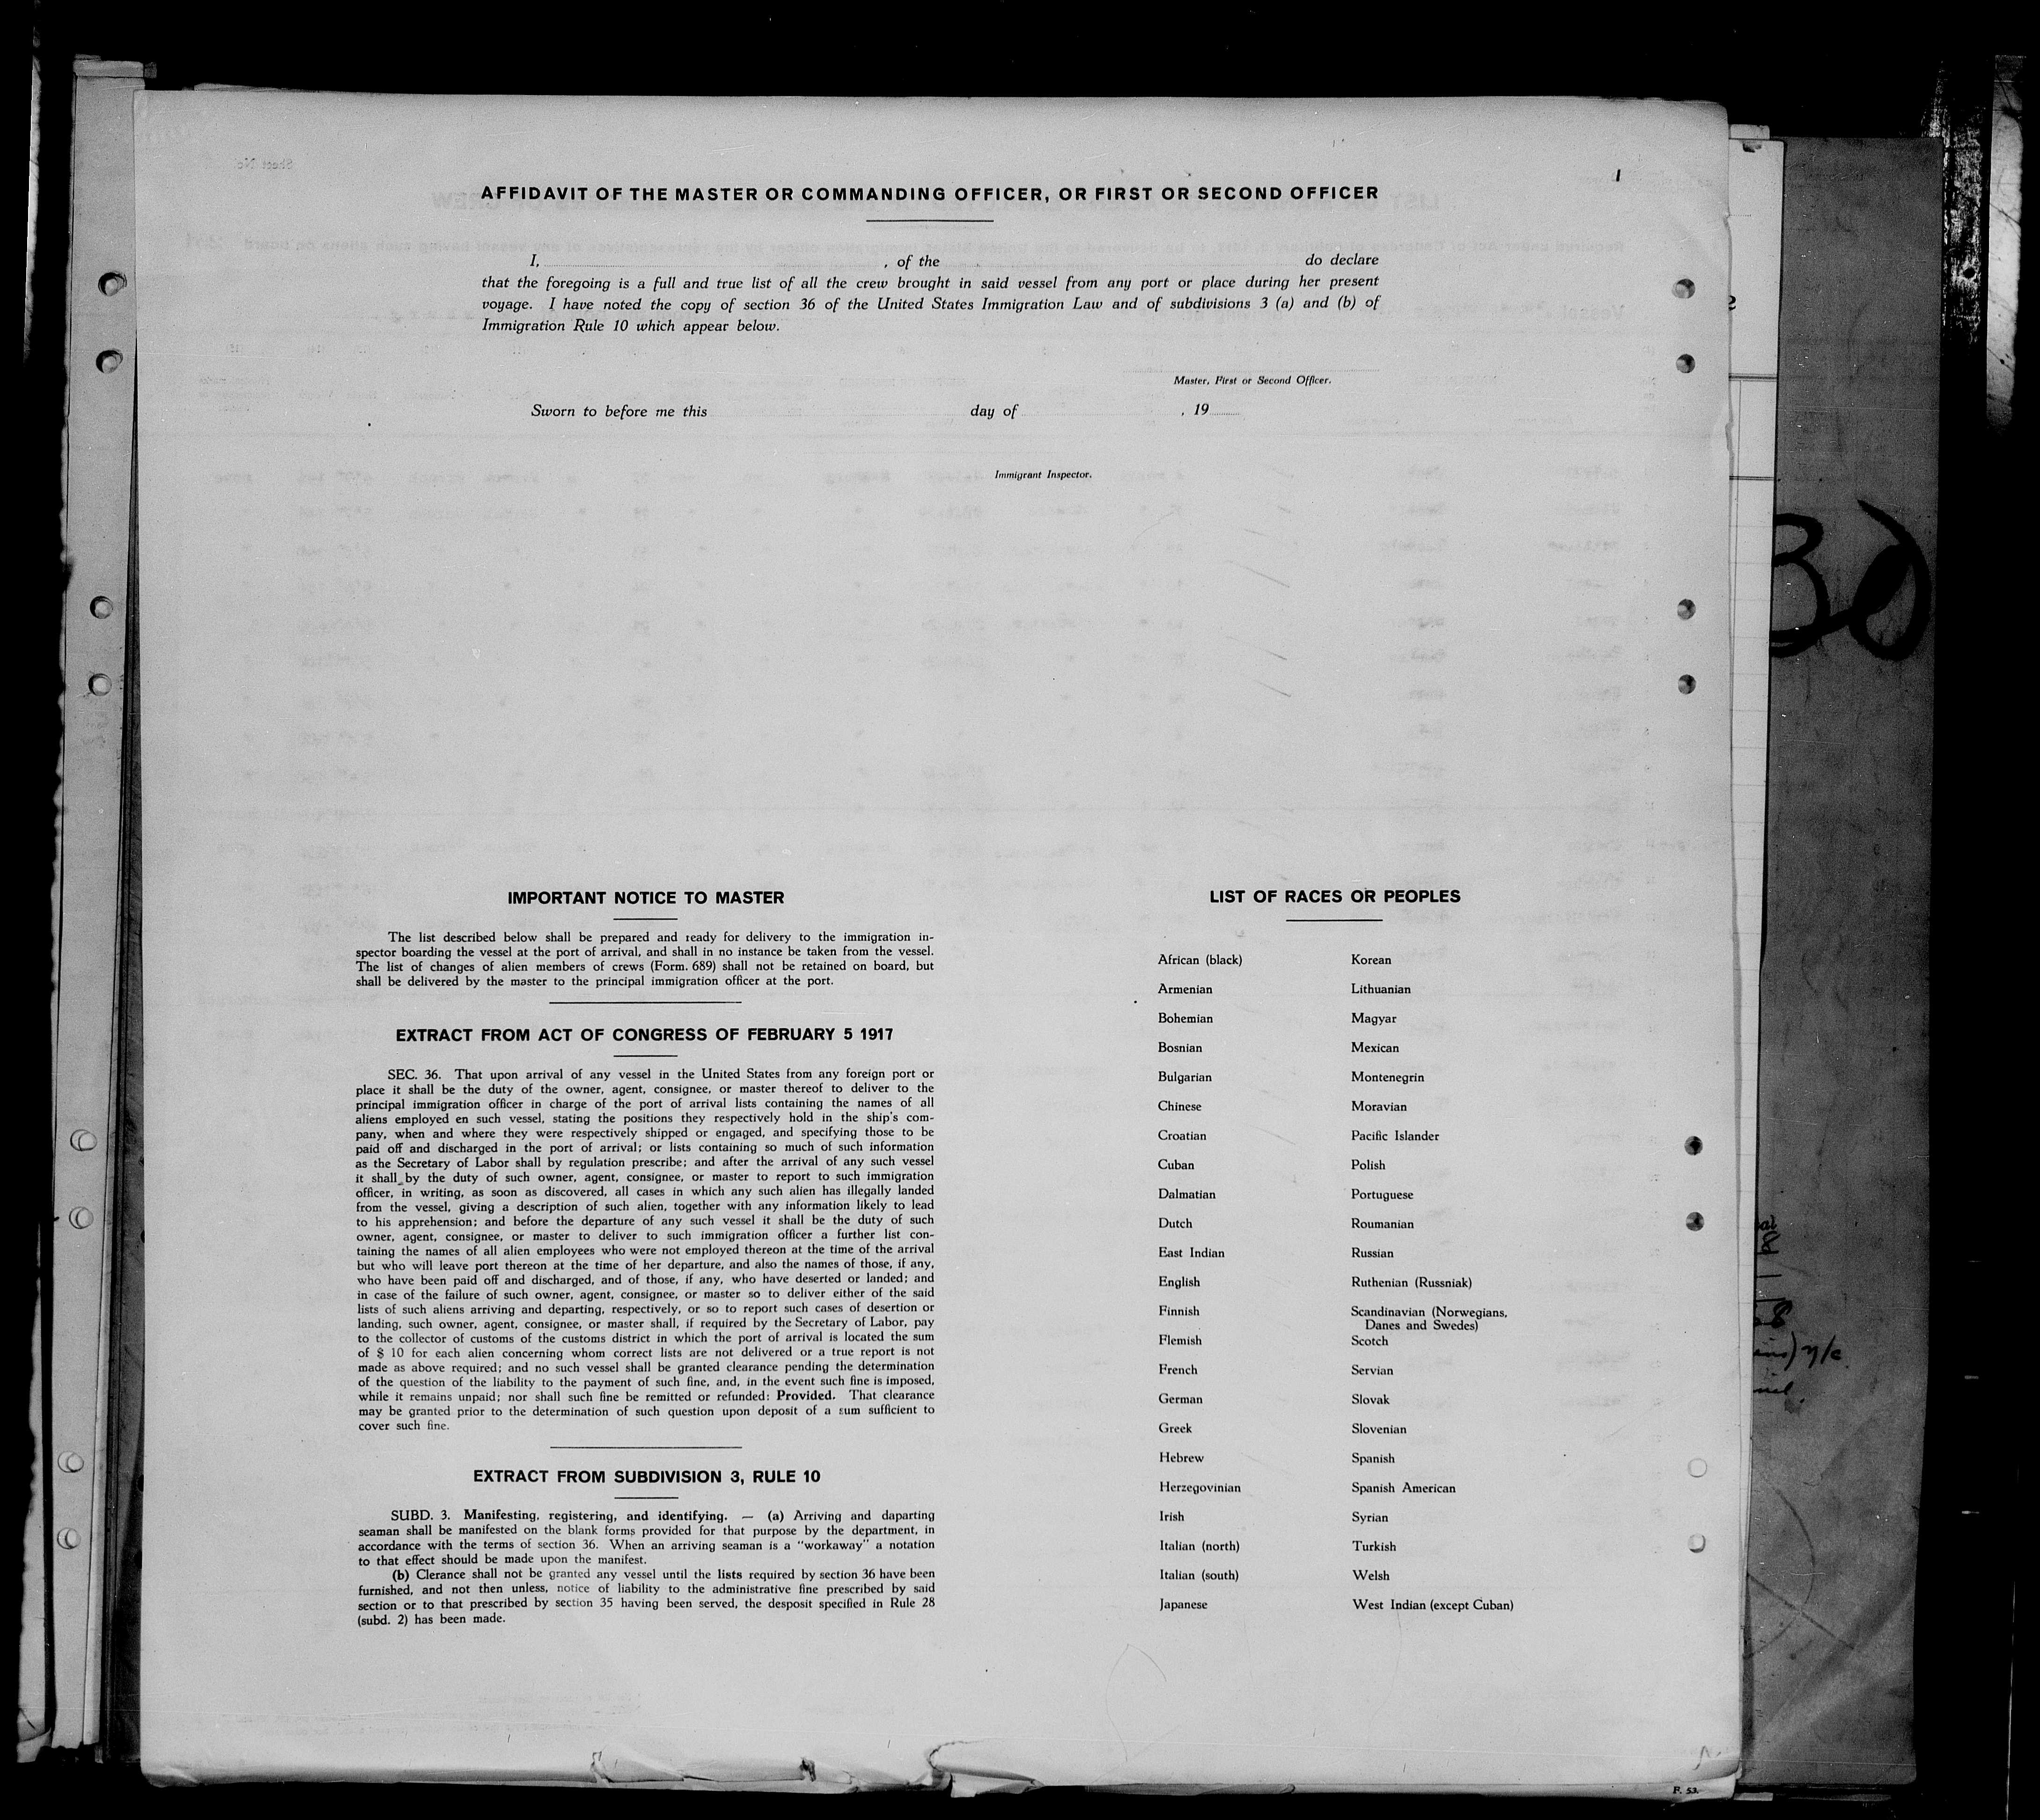 AFFIDAVIT OF THE MASTER OR COMMANDING OFFICER, OR FIRST OR SECOND OFFICER
I, , of the do declare
that the foregoing is a full and true list of all the crew brought in said vessel from any port or place during her present
voyage. I have noted the copy of section 36 of the United States Immigration Law and of subdivisions 3 (a) and (b) of
Immigration Rule 10 which appear below.
Master, First or Second Officer.
Sworn to before me this day of , 19
Immigrant Inspector.
IMPORTANT NOTICE TO MASTER
The list described below shall be prepared and ready for delivery to the immigration in-
spector boarding the vessel at the port of arrival, and shall in no instance be taken from the vessel.
The list of changes of alien members of crews (Form. 689) shall not be retained on board, but
shall be delivered by the master to the principal immigration officer at the port.
EXTRACT FROM ACT OF CONGRESS OF FEBRUARY 5 1917
SEC. 36. That upon arrival of any vessel in the United States from any foreign port or
place it shall be the duty of the owner, agent, consignee, or master thereof to deliver to the
principal immigration officer in charge of the port of arrival lists containing the names of all
aliens employed en such vessel, stating the positions they respectively hold in the ship's com-
pany, when and where they were respectively shipped or engaged, and specifying those to be
paid off and discharged in the port of arrival; or lists containing so much of such information
as the Secretary of Labor shall by regulation prescribe; and after the arrival of any such vessel
it shall by the duty of such owner, agent, consignee, or master to report to such immigration
officer, in writing, as soon as discovered, all cases in which any such alien has illegally landed
from the vessel, giving a description of such alien, together with any information likely to lead
to his apprehension; and before the departure of any such vessel it shall be the duty of such
owner, agent, consignee, or master to deliver to such immigration officer a further list con-
taining the names of all alien employees who were not employed thereon at the time of the arrival
but who will leave port thereon at the time of her departure, and also the names of those, if any,
who have been paid off and discharged, and of those, if any, who have deserted or landed; and
in case of the failure of such owner, agent, consignee, or master so to deliver either of the said
lists of such aliens arriving and departing, respectively, or so to report such cases of desertion or
landing, such owner, agent, consignee, or master shall, if required by the Secretary of Labor, pay
to the collector of customs of the customs district in which the port of arrival is located the sum
of $ 10 for each alien concerning whom correct lists are not delivered or a true report is not
made as above required; and no such vessel shall be granted clearance pending the determination
of the question of the liability to the payment of such fine, and, in the event such fine is imposed,
while it remains unpaid; nor shall such fine be remitted or refunded: Provided. That clearance
may be granted prior to the determination of such question upon deposit of a sum sufficient to
cover such fine.
EXTRACT FROM SUBDIVISION 3, RULE 10
SUBD. 3. Manifesting, registering, and identifying. — (a) Arriving and daparting
seaman shall be manifested on the blank forms provided for that purpose by the department, in
accordance with the terms of section 36. When an arriving seaman is a "workaway" a notation
to that effect should be made upon the manifest.
(b) Clerance shall not be granted any vessel until the lists required by section 36 have been
furnished, and not then unless, notice of liability to the administrative fine prescribed by said
section or to that prescribed by section 35 having been served, the desposit specified in Rule 28
(subd. 2) has been made.
LIST OF RACES OR PEOPLES
African (black)
Armenian
Bohemian
Bosnian
Bulgarian
Chinese
Croatian
Cuban
Dalmatian
Dutch
East Indian
English
Finnish
Flemish
French
German
Greek
Hebrew
Herzegovinian
Irish
Italian (north)
Italian (south)
Japanese
Korean
Lithuanian
Magyar
Mexican
Montenegrin
Moravian
Pacific Islander
Polish
Portuguese
Roumanian
Russian
Ruthenian (Russniak)
Scandinavian (Norwegians,
Danes and Swedes)
Scotch
Servian
Slovak
Slovenian
Spanish
Spanish American
Syrian
Turkish
Welsh
West Indian (except Cuban)
F. 53.